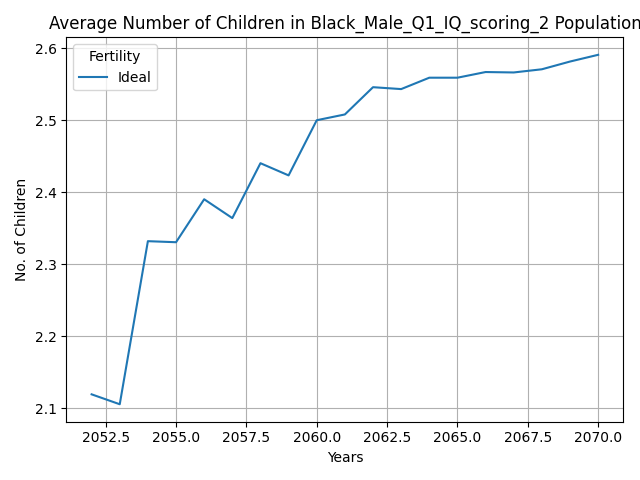 Average Number of Children in Black_Male_Q1_IQ_scoring_2 Population
Fertility
Ideal
2.6
2.5
2.4
2.3
2.2
2.1
No. of Children
2052.5 2055.0 2057.5 2060.0 2062.5 2065.0 2067.5 2070.0
Years